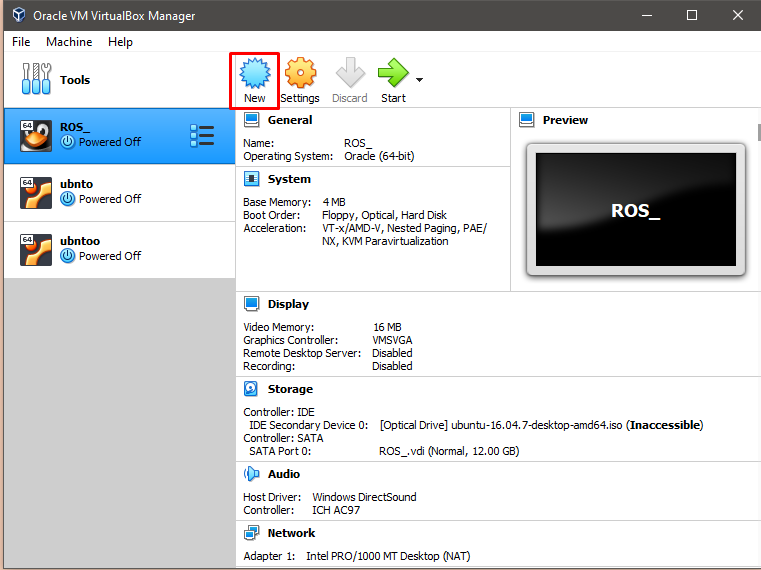 Oracle VM VirtualBox Manager
File Machine Help
Tools
New Settings Discard Start
64 ROS_
Powered Off
64 ubnto
Powered Off
64 ubntoo
Powered Off
General
Name: ROS_
Operating System: Oracle (64-bit)
System
Base Memory: 4 MB
Boot Order: Floppy, Optical, Hard Disk
Acceleration: VT-x/AMD-V, Nested Paging, PAE/
NX, KVM Paravirtualization
Preview
ROS_
Display
Video Memory: 16 MB
Graphics Controller: VMSVGA
Remote Desktop Server: Disabled
Recording: Disabled
Storage
Controller: IDE
IDE Secondary Device 0: [Optical Drive] ubuntu-16.04.7-desktop-amd64.iso (Inaccessible)
Controller: SATA
SATA Port 0: ROS_.vdi (Normal, 12.00 GB)
Audio
Host Driver: Windows DirectSound
Controller: ICH AC97
Network
Adapter 1: Intel PRO/1000 MT Desktop (NAT)